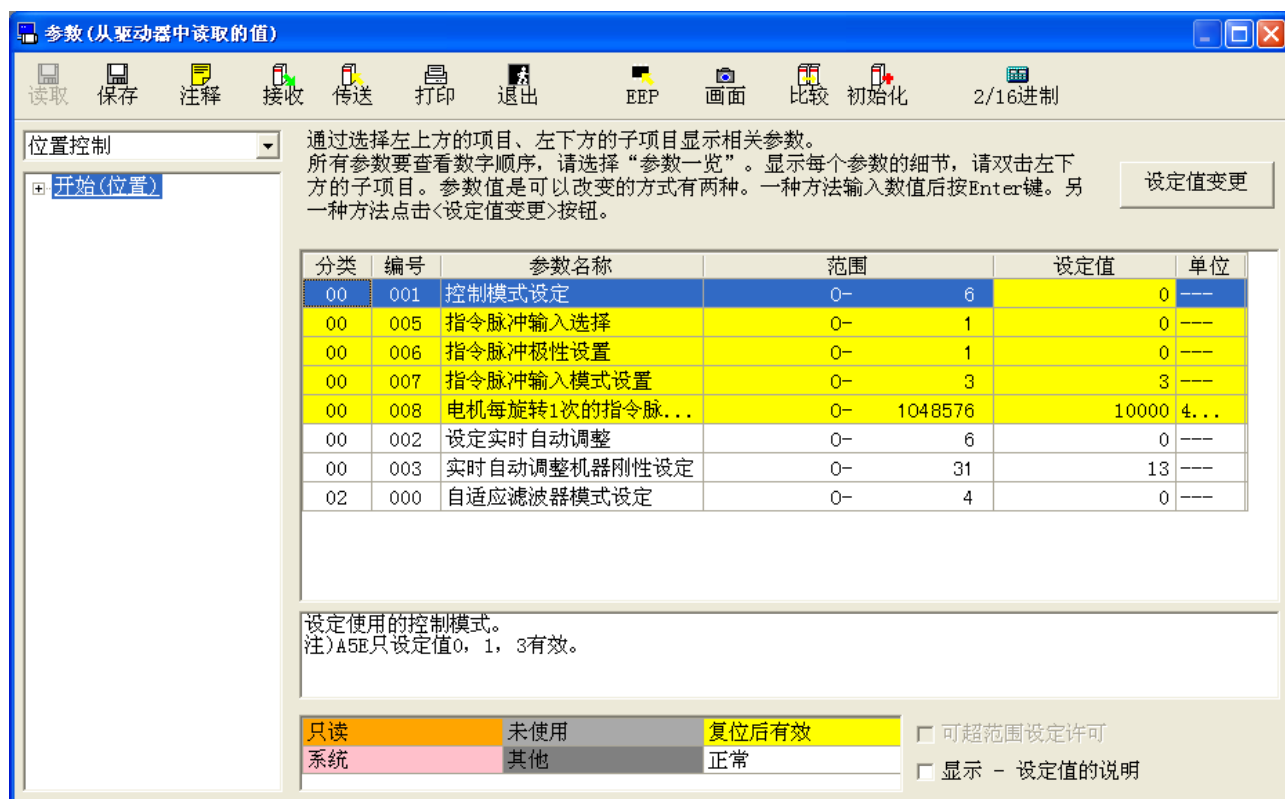 参数(从驱动器中读取的值)
读取 保存 注释 接收 传送 打印 退出 EEP 画面 比较 初始化 2/16进制
位置控制
开始(位置)
通过选择左上方的项目、左下方的子项目显示相关参数。
所有参数要查看数字顺序，请选择“参数一览”。显示每个参数的细节，请双击左下
方的子项目。参数值是可以改变的方式有两种。一种方法输入数值后按Enter键。另
一种方法点击<设定值变更>按钮。
设定值变更
分类 编号 参数名称 范围 设定值 单位
00 001 控制模式设定 0- 6 0 ---
00 005 指令脉冲输入选择 0- 1 0 ---
00 006 指令脉冲极性设置 0- 1 0 ---
00 007 指令脉冲输入模式设置 0- 3 3 ---
00 008 电机每旋转1次的指令脉... 0- 1048576 10000 4...
00 002 设定实时自动调整 0- 6 0 ---
00 003 实时自动调整机器刚性设定 0- 31 13 ---
02 000 自适应滤波器模式设定 0- 4 0 ---
设定使用的控制模式。
注)A5E只设定值0，1，3有效。
只读 未使用 复位后有效
系统 其他 正常
可超范围设定许可
显示 - 设定值的说明